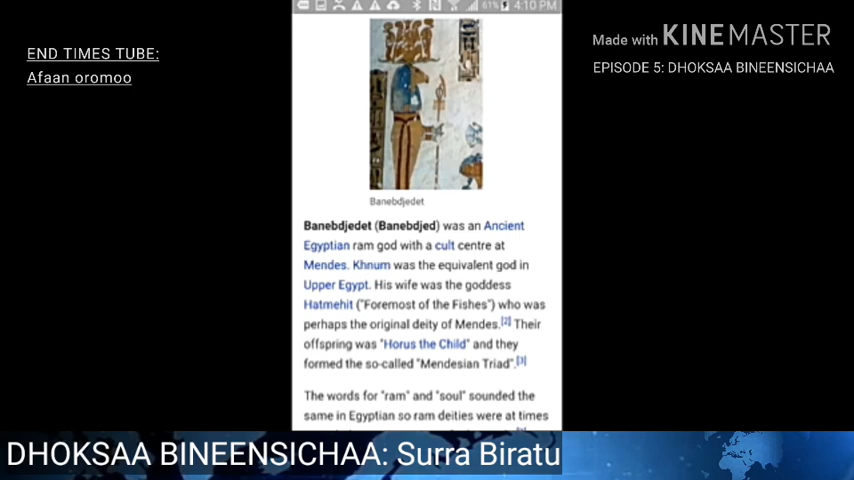 61% 4:10 PM
END TIMES TUBE:
Afaan oromoo
Made with KINEMASTER
EPISODE 5: DHOKSAA BINEENSICHAA
Banebdjedet
Banebdjedet (Banebdjed) was an Ancient
Egyptian ram god with a cult centre at
Mendes. Khnum was the equivalent god in
Upper Egypt. His wife was the goddess
Hatmehit ("Foremost of the Fishes") who was
perhaps the original deity of Mendes.[2] Their
offspring was "Horus the Child" and they
formed the so-called "Mendesian Triad".[3]
The words for "ram" and "soul" sounded the
same in Egyptian so ram deities were at times
DHOKSAA BINEENSICHAA: Surra Biratu